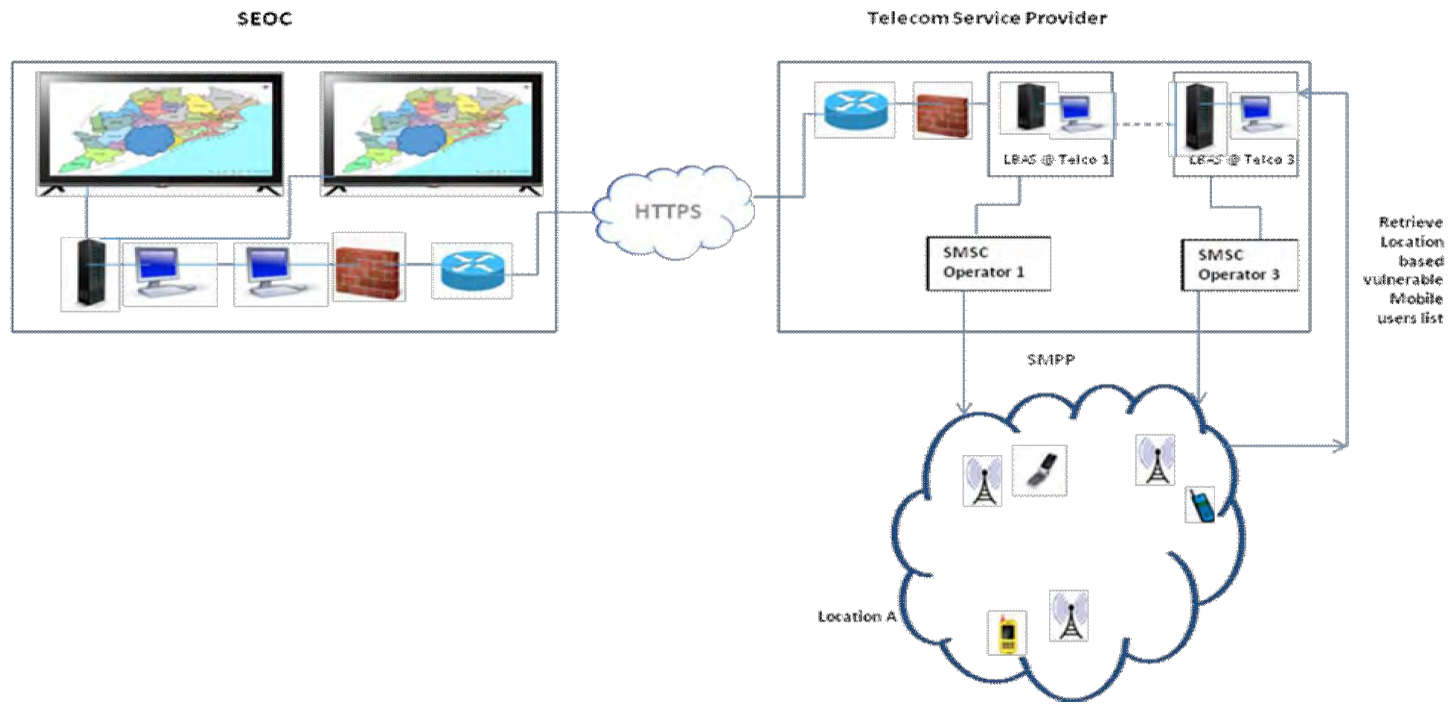 SEOC
Telecom Service Provider
LBAS @ Telco 1
LBAS @ Telco 3
HTTPS
SMSC
Operator 1
SMSC
Operator 3
Retrieve
Location
based
vulnerable
Mobile
users list
SMPP
Location A